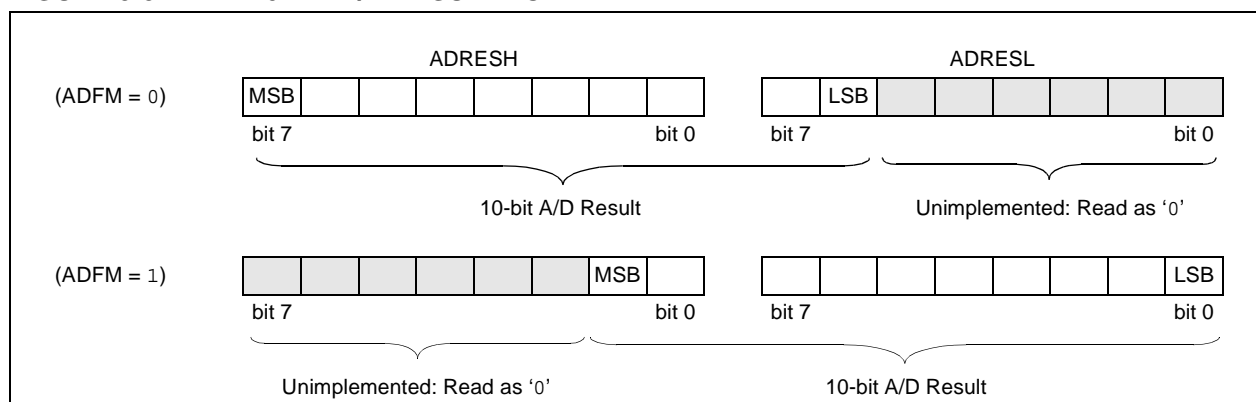 ADRESH ADRESL
(ADFM = 0) MSB LSB
bit 7 bit 0 bit 7 bit 0
10-bit A/D Result Unimplemented: Read as ‘0’
(ADFM = 1) MSB LSB
bit 7 bit 0 bit 7 bit 0
Unimplemented: Read as ‘0’ 10-bit A/D Result